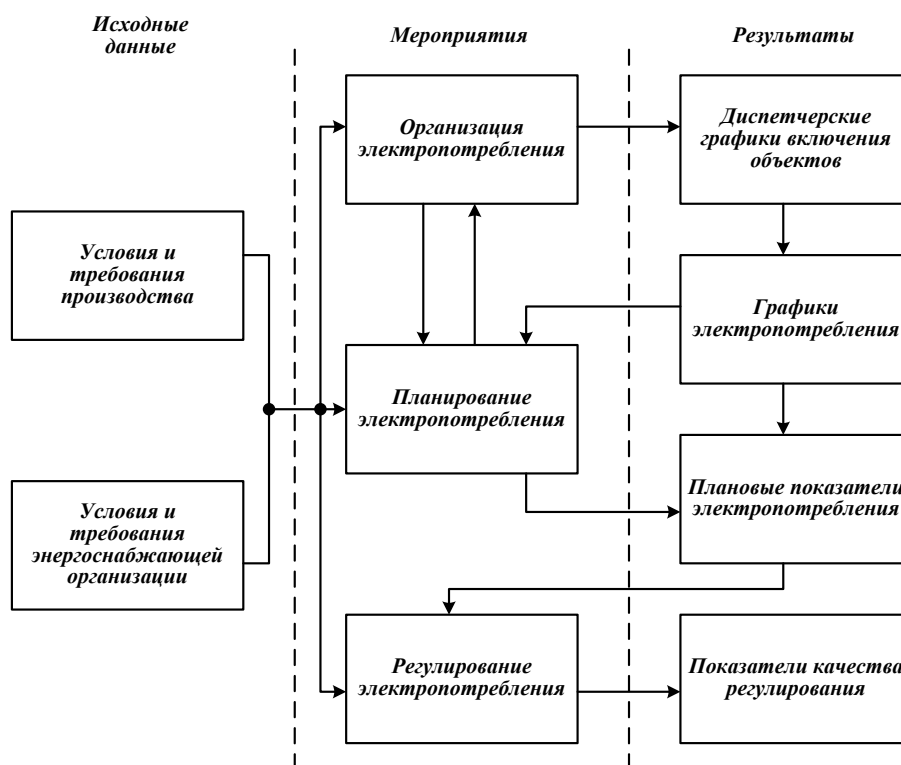 Исходные
данные
Мероприятия
Результаты
Организация
электропотребления
Диспетчерские
графики включения
объектов
Условия и
требования
производства
Графики
электропотребления
Планирование
электропотребления
Условия и
требования
энергоснабжающей
организации
Плановые показатели
электропотребления
Регулирование
электропотребления
Показатели качества
регулирования